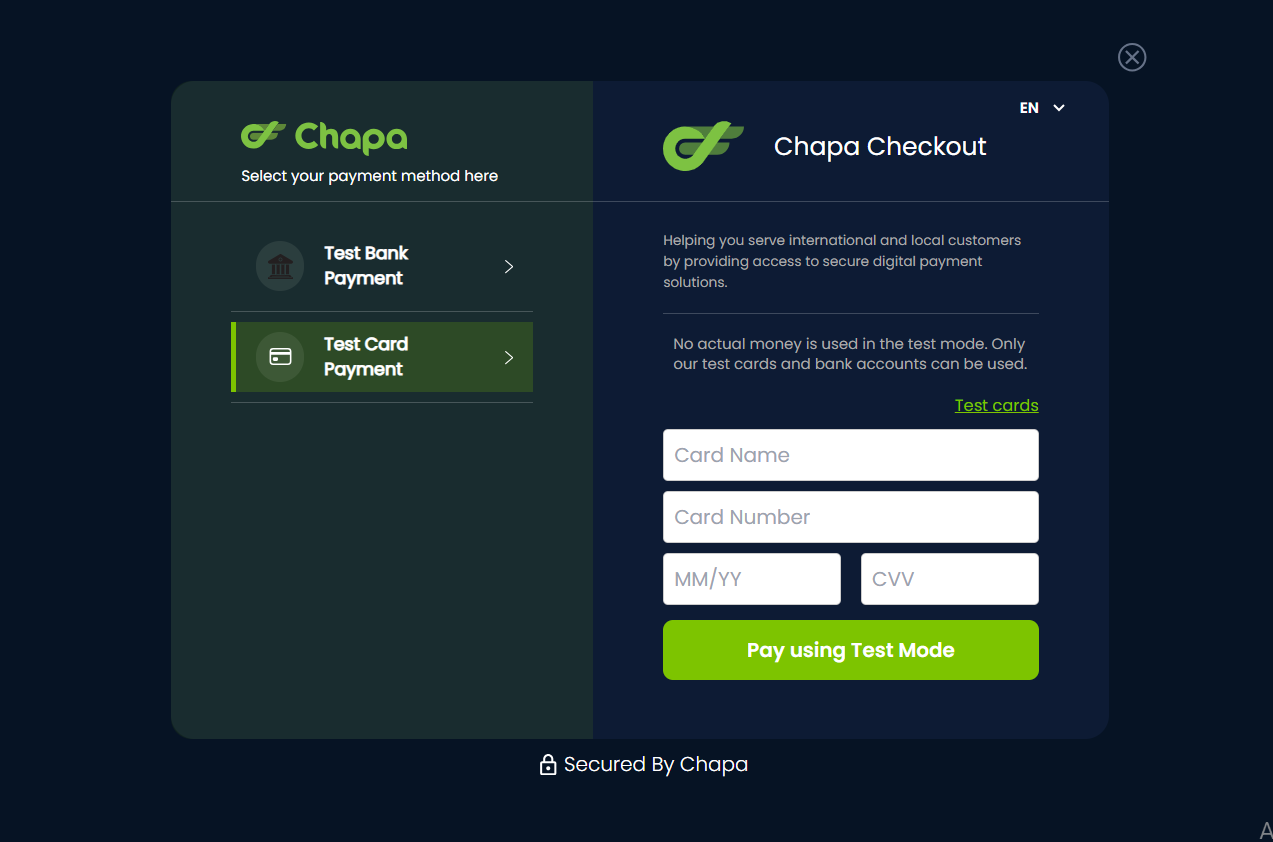 Chapa
Select your payment method here
Test Bank
Payment
Test Card
Payment
EN
Chapa Checkout
Helping you serve international and local customers
by providing access to secure digital payment
solutions.
No actual money is used in the test mode. Only
our test cards and bank accounts can be used.
Test cards
Card Name
Card Number
MM/YY
CVV
Pay using Test Mode
Secured By Chapa
A